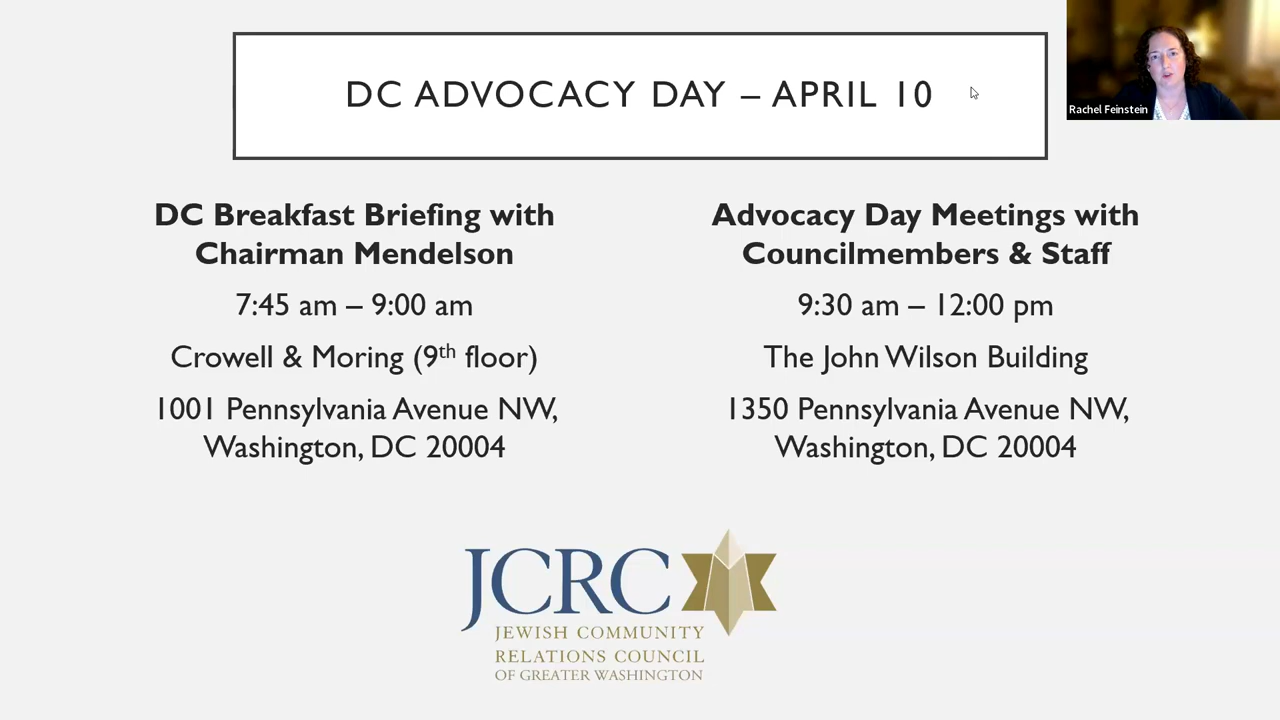 DC ADVOCACY DAY – APRIL 10
Rachel Feinstein
DC Breakfast Briefing with
Chairman Mendelson
7:45 am – 9:00 am
Crowell & Moring (9th floor)
1001 Pennsylvania Avenue NW,
Washington, DC 20004
Advocacy Day Meetings with
Councilmembers & Staff
9:30 am – 12:00 pm
The John Wilson Building
1350 Pennsylvania Avenue NW,
Washington, DC 20004
JCRC
JEWISH COMMUNITY
RELATIONS COUNCIL
OF GREATER WASHINGTON